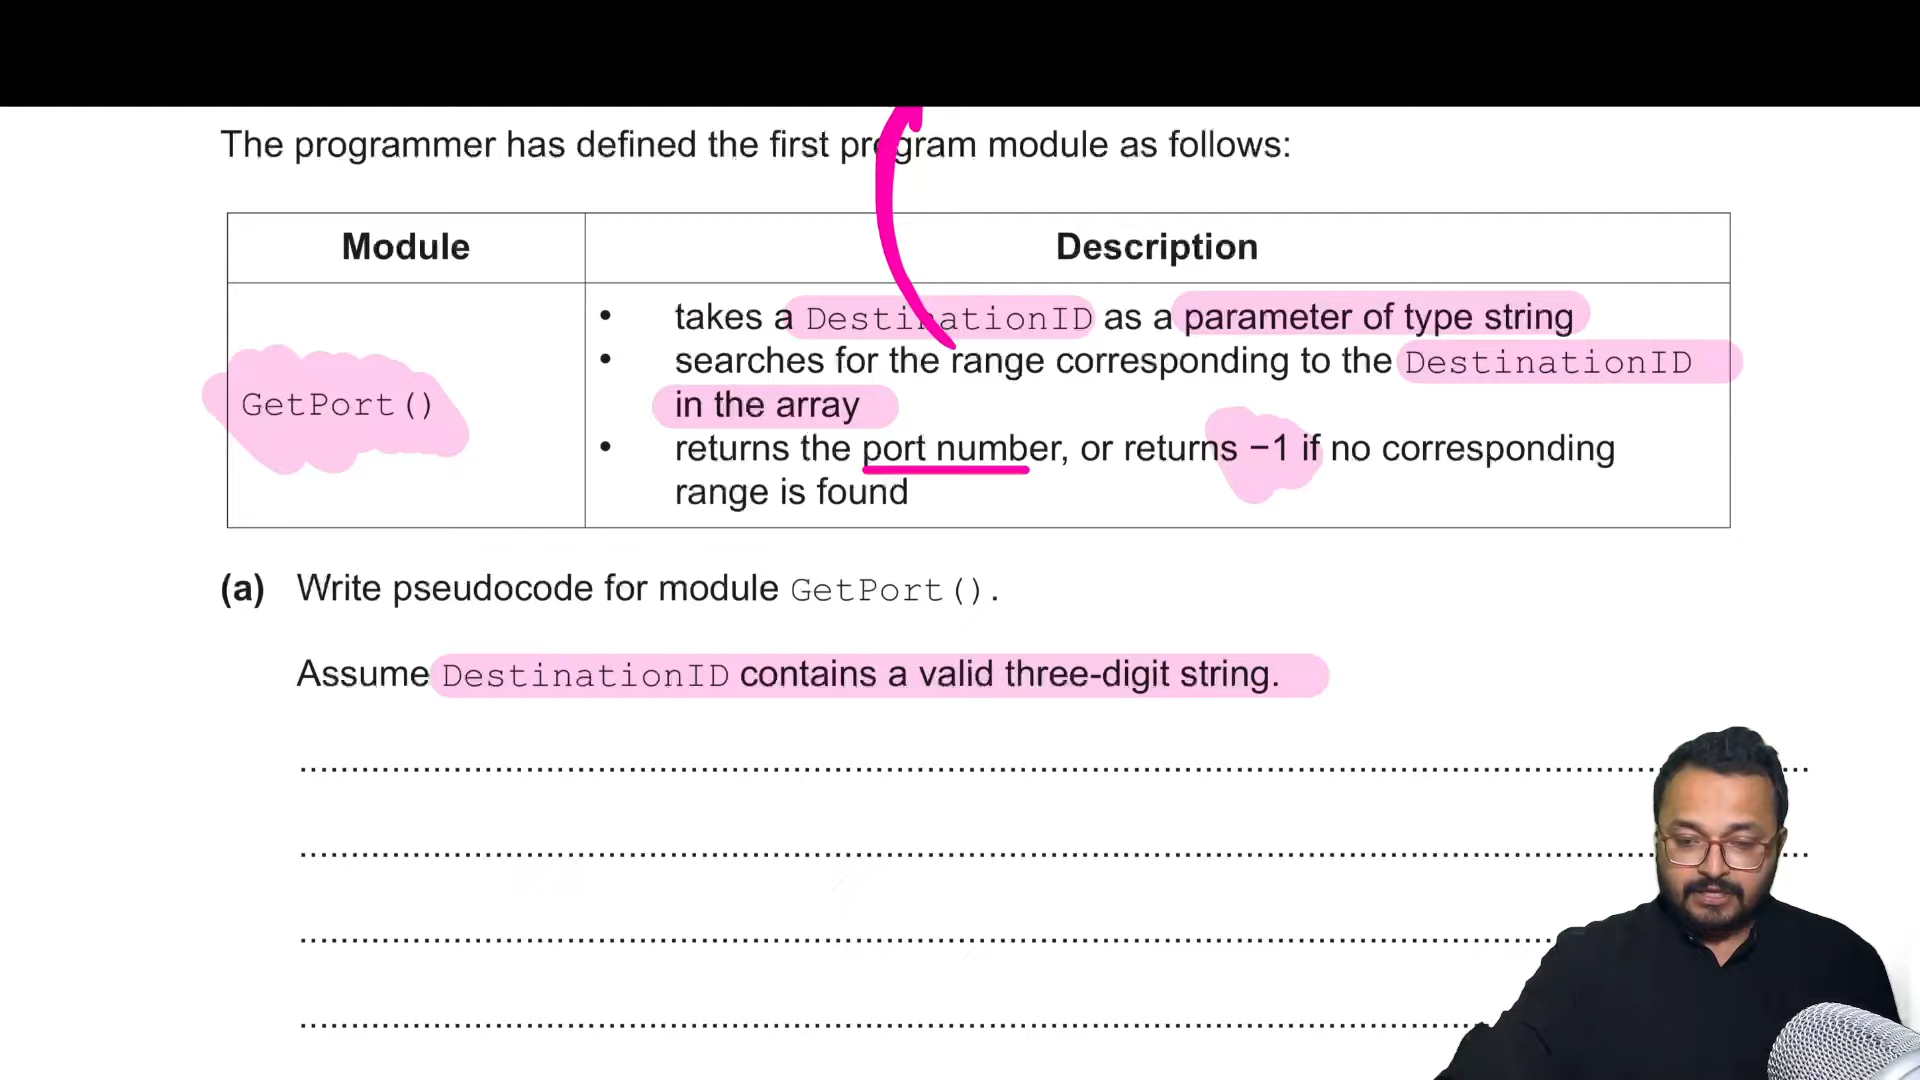 The programmer has defined the first program module as follows:
Module
Description
GetPort()
• takes a DestinationID as a parameter of type string
• searches for the range corresponding to the DestinationID
in the array
• returns the port number, or returns −1 if no corresponding
range is found
(a) Write pseudocode for module GetPort().
Assume DestinationID contains a valid three-digit string.